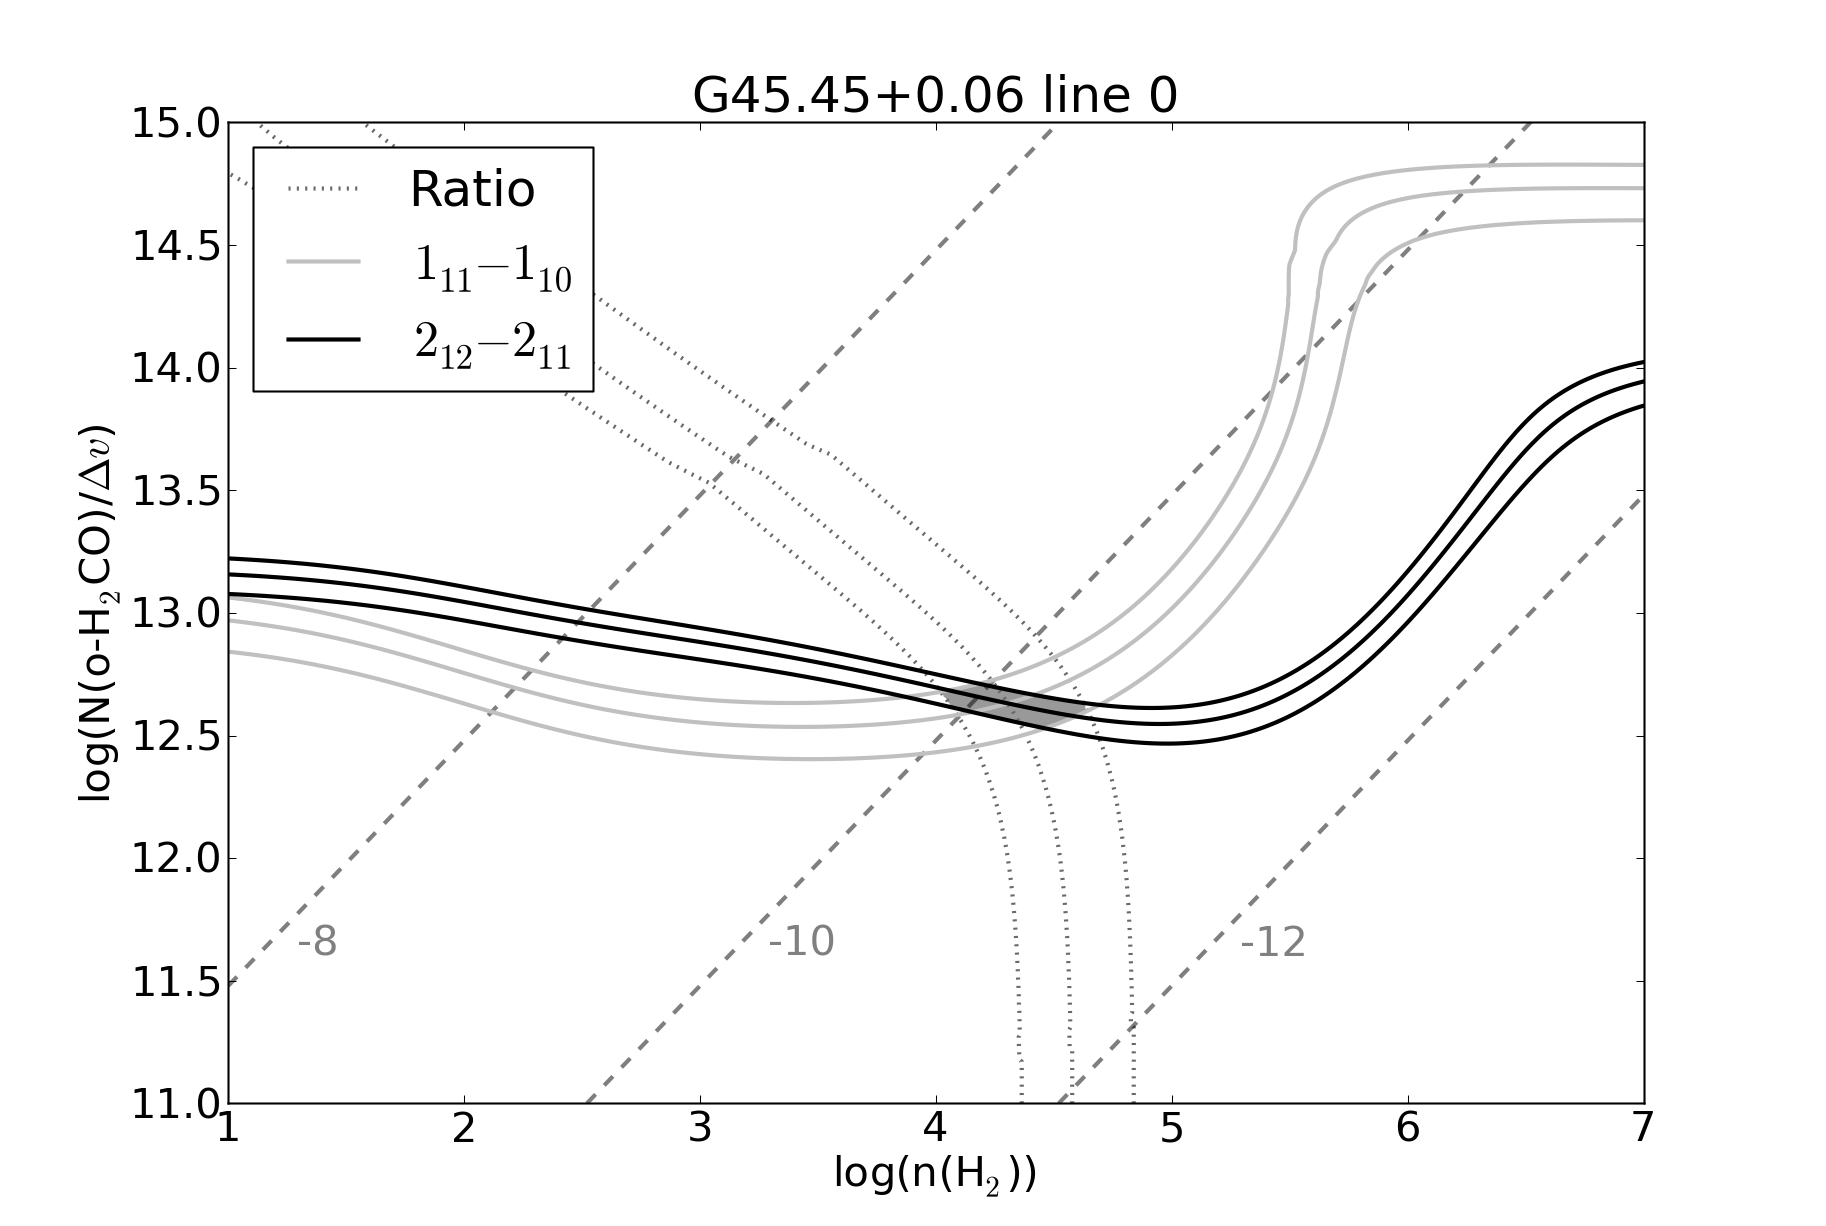 G45.45+0.06 line 0
15.0
14.5
14.0
13.5
13.0
12.5
12.0
11.5
11.0
log(N(o-H₂CO)/Δv)
Ratio
1₁₁−1₁₀
2₁₂−2₁₁
-8
-10
-12
1 2 3 4 5 6 7
log(n(H₂))